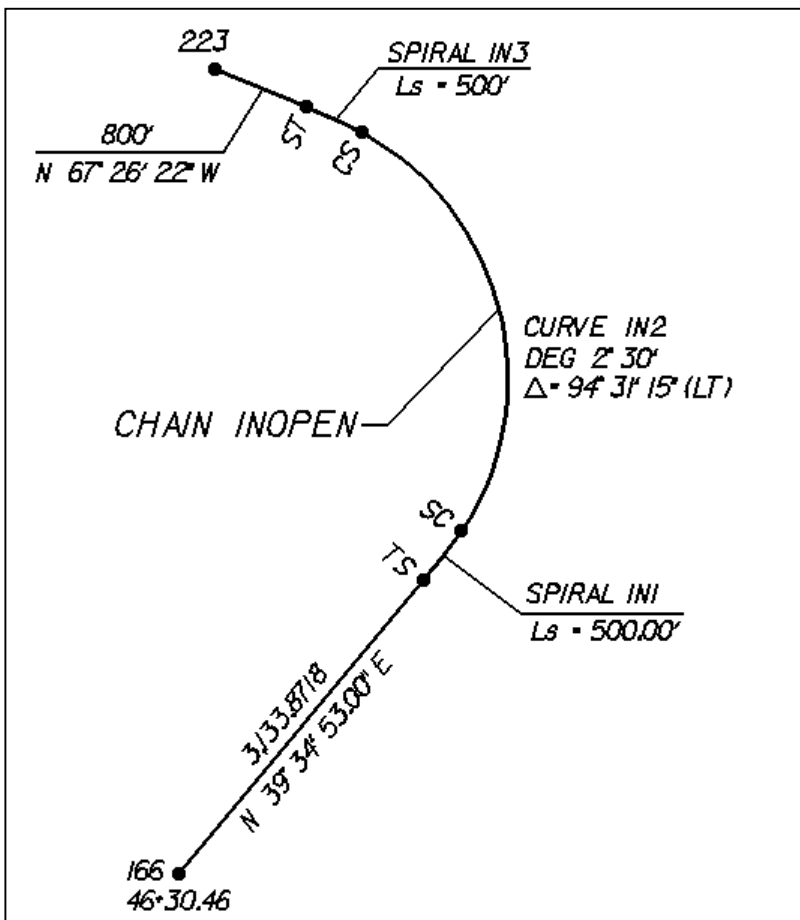 223
SPIRAL IN3
Ls = 500'
800'
N 67° 26' 22" W
ST
CS
CURVE IN2
DEG 2° 30'
Δ= 94° 31' 15" (LT)
CHAIN INOPEN
SC
TS
SPIRAL IN1
Ls = 500.00'
3,133.8718
N 39° 34' 53.00" E
166
46+30.46